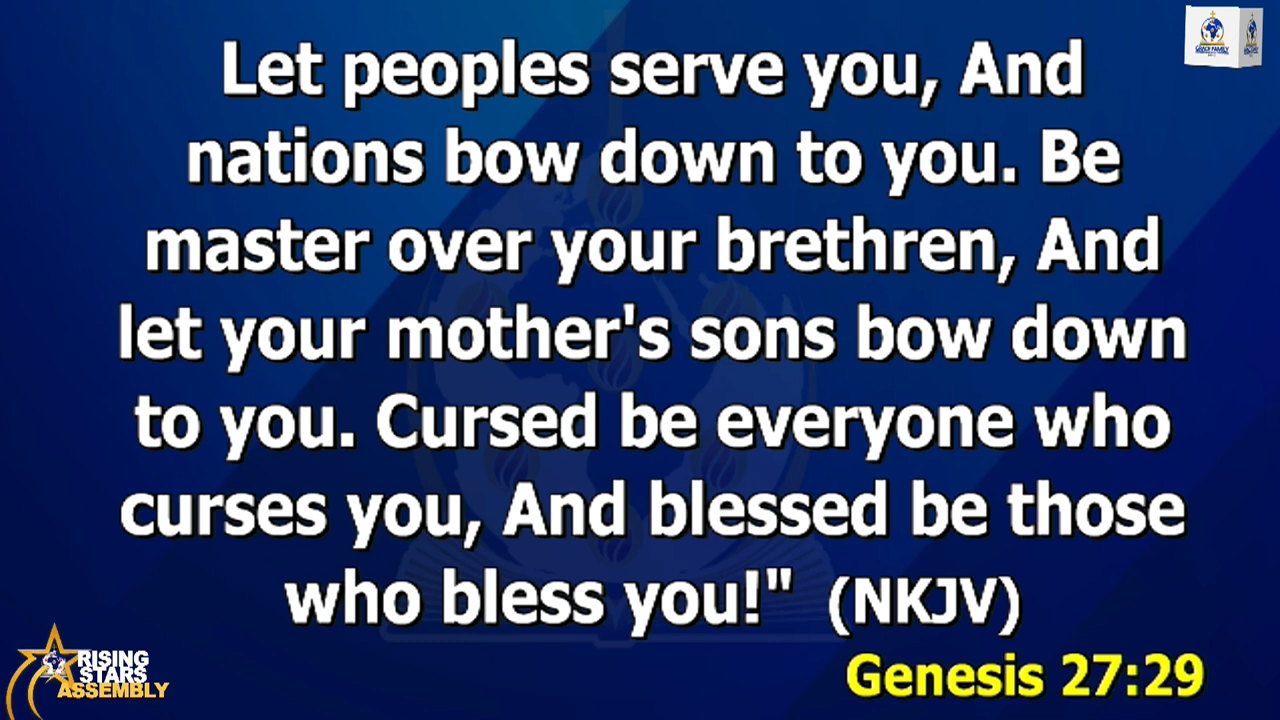 Let peoples serve you, And
nations bow down to you. Be
master over your brethren, And
let your mother's sons bow down
to you. Cursed be everyone who
curses you, And blessed be those
who bless you!" (NKJV)
Genesis 27:29
RISING
STARS
ASSEMBLY
GRACE FAMILY